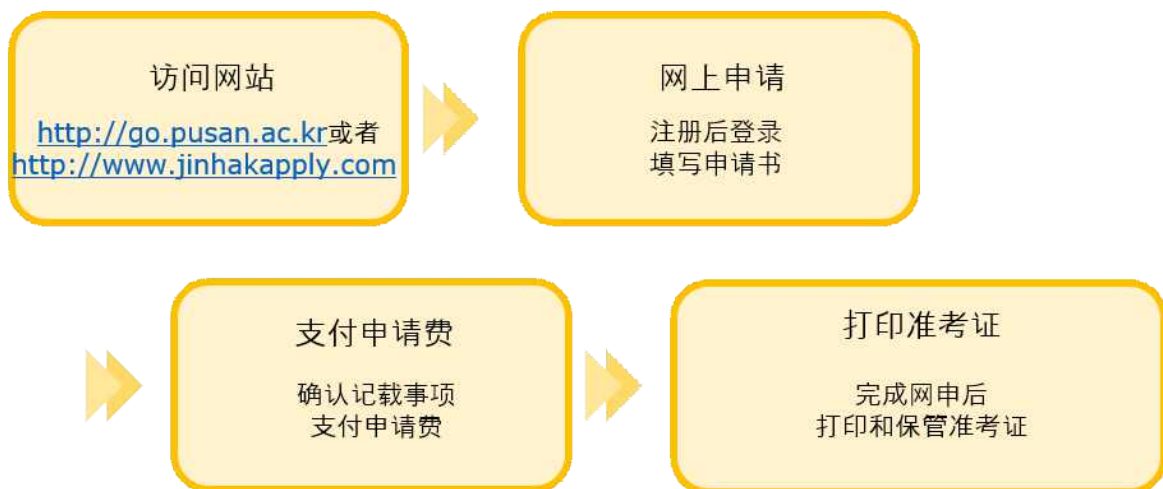 访问网站
http://go.pusan.ac.kr或者
http://www.jinhakapply.com
网上申请
注册后登录
填写申请书
支付申请费
确认记载事项
支付申请费
打印准考证
完成网申后
打印和保管准考证